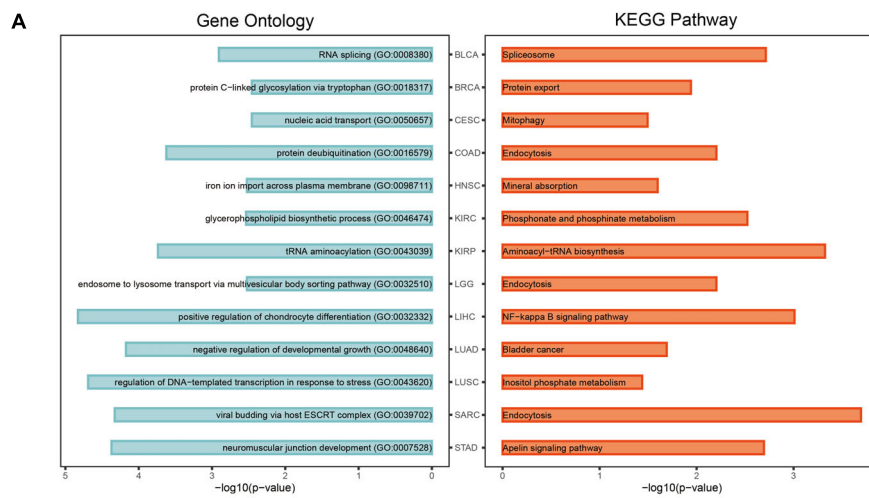 A
Gene Ontology
KEGG Pathway
RNA splicing (GO:0008380)
BLCA
Spliceosome
protein C−linked glycosylation via tryptophan (GO:0018317)
BRCA
Protein export
nucleic acid transport (GO:0050657)
CESC
Mitophagy
protein deubiquitination (GO:0016579)
COAD
Endocytosis
iron ion import across plasma membrane (GO:0098711)
HNSC
Mineral absorption
glycerophospholipid biosynthetic process (GO:0046474)
KIRC
Phosphonate and phosphinate metabolism
tRNA aminoacylation (GO:0043039)
KIRP
Aminoacyl−tRNA biosynthesis
endosome to lysosome transport via multivesicular body sorting pathway (GO:0032510)
LGG
Endocytosis
positive regulation of chondrocyte differentiation (GO:0032332)
LIHC
NF−kappa B signaling pathway
negative regulation of developmental growth (GO:0048640)
LUAD
Bladder cancer
regulation of DNA−templated transcription in response to stress (GO:0043620)
LUSC
Inositol phosphate metabolism
viral budding via host ESCRT complex (GO:0039702)
SARC
Endocytosis
neuromuscular junction development (GO:0007528)
STAD
Apelin signaling pathway
5 4 3 2 1 0
0 1 2 3
−log10(p−value)
−log10(p−value)